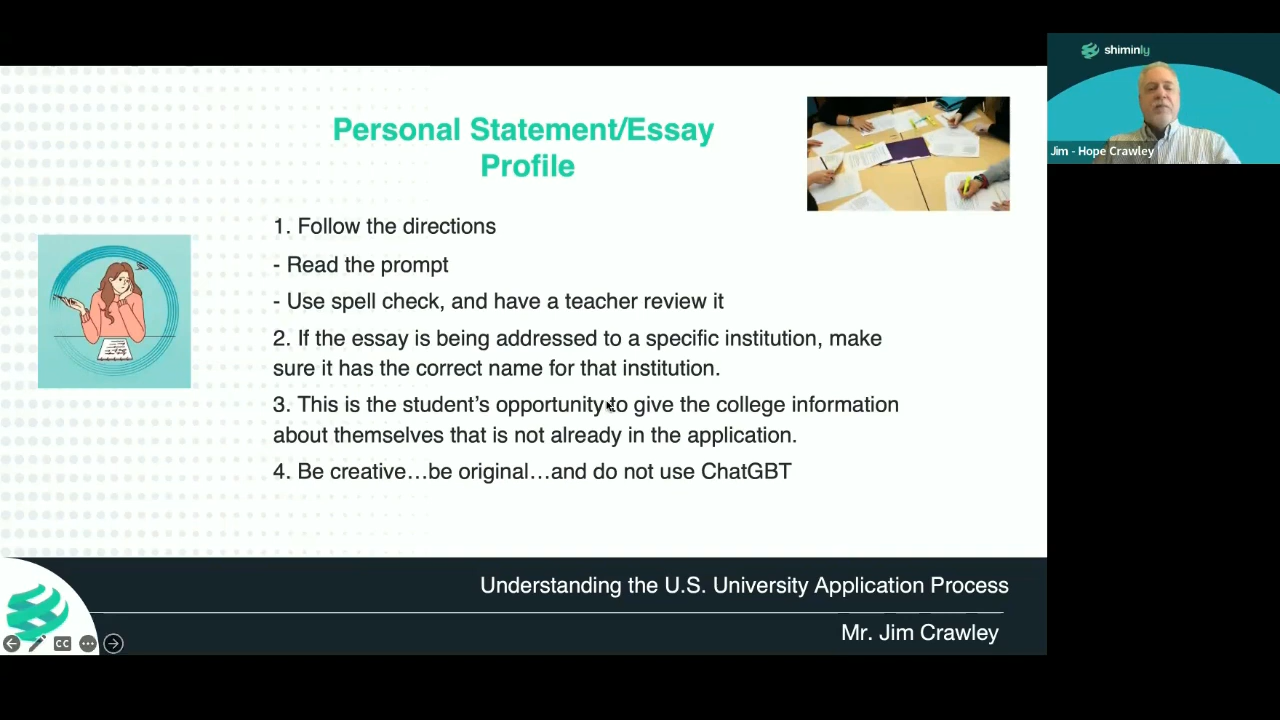 shiminly
Jim - Hope Crawley
Personal Statement/Essay
Profile
1. Follow the directions
- Read the prompt
- Use spell check, and have a teacher review it
2. If the essay is being addressed to a specific institution, make
sure it has the correct name for that institution.
3. This is the student’s opportunity to give the college information
about themselves that is not already in the application.
4. Be creative…be original…and do not use ChatGBT
Understanding the U.S. University Application Process
Mr. Jim Crawley
CC